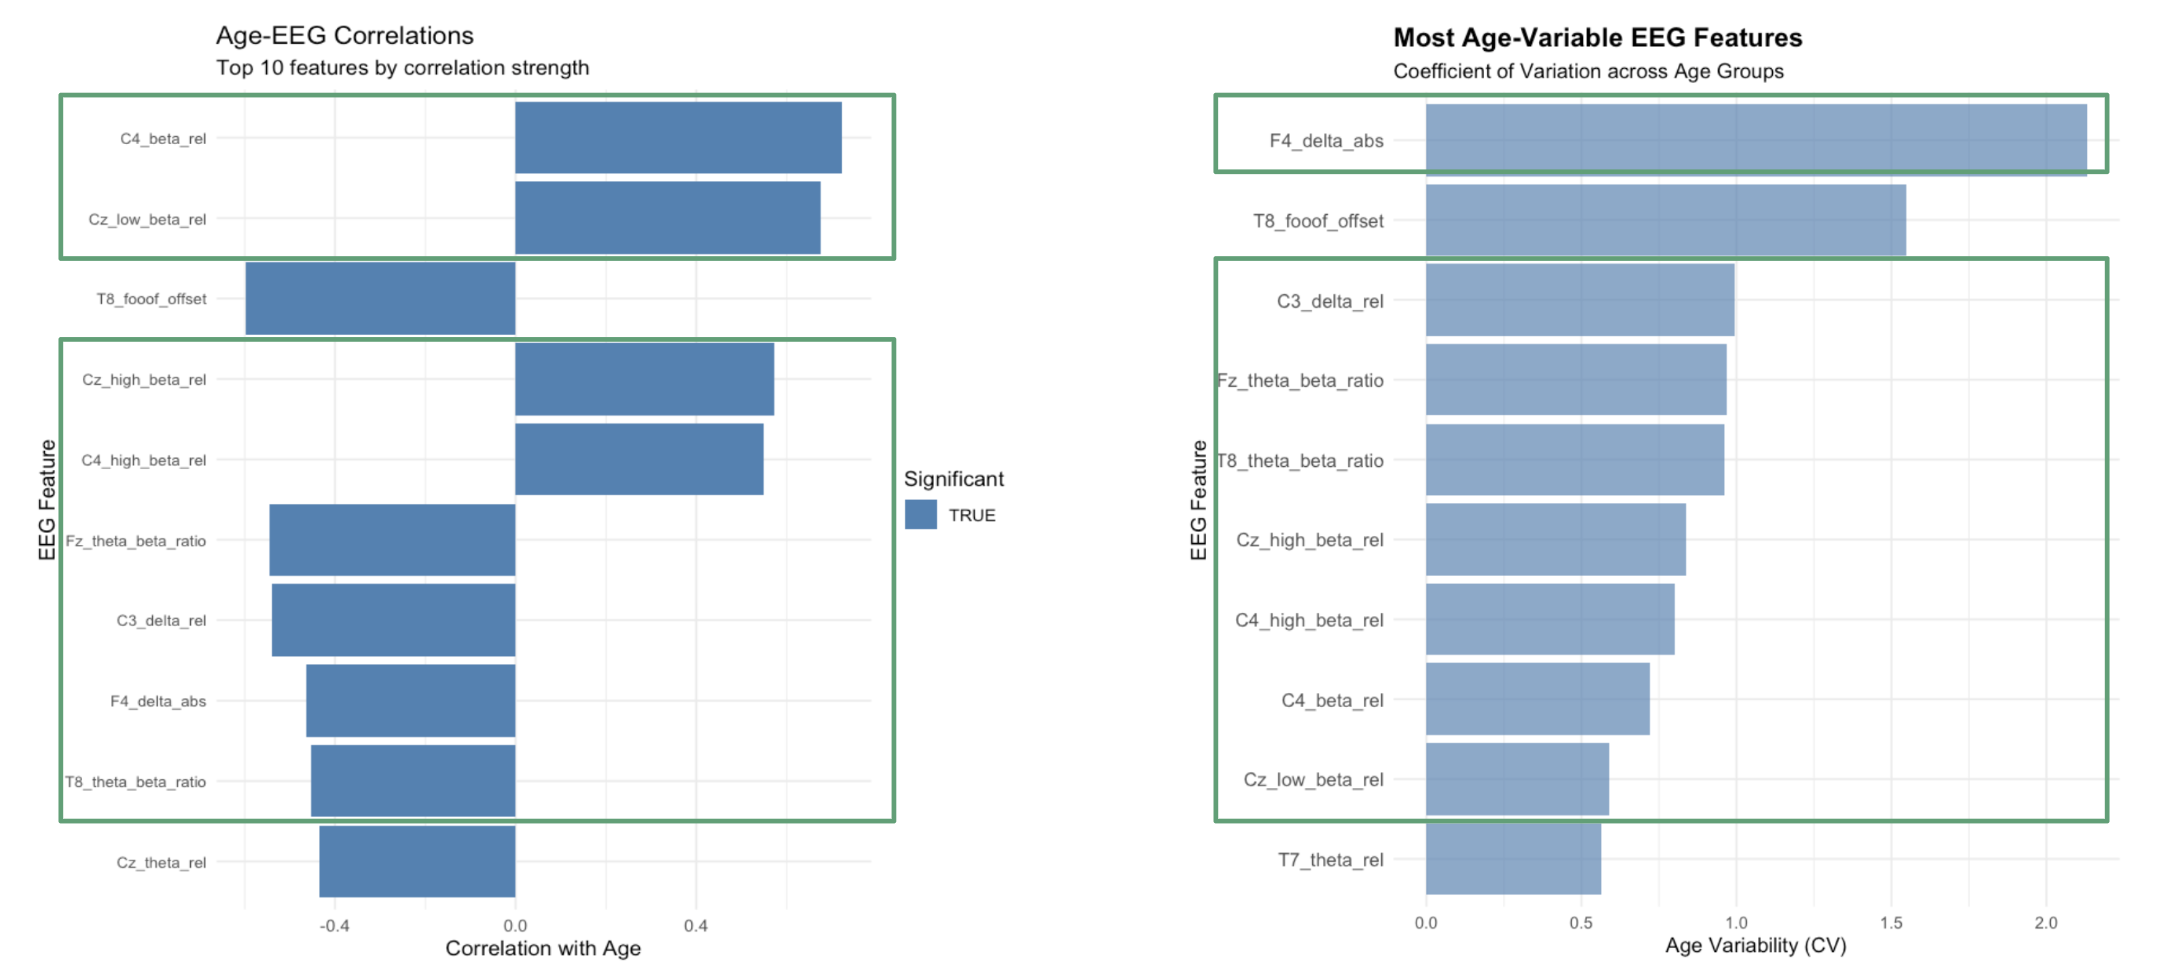 Age-EEG Correlations
Top 10 features by correlation strength
C4_beta_rel
Cz_low_beta_rel
T8_fooof_offset
Cz_high_beta_rel
C4_high_beta_rel
Fz_theta_beta_ratio
C3_delta_rel
F4_delta_abs
T8_theta_beta_ratio
Cz_theta_rel
EEG Feature
-0.4 0.0 0.4
Correlation with Age
Significant
TRUE
Most Age-Variable EEG Features
Coefficient of Variation across Age Groups
F4_delta_abs
T8_fooof_offset
C3_delta_rel
Fz_theta_beta_ratio
T8_theta_beta_ratio
Cz_high_beta_rel
C4_high_beta_rel
C4_beta_rel
Cz_low_beta_rel
T7_theta_rel
EEG Feature
0.0 0.5 1.0 1.5 2.0
Age Variability (CV)